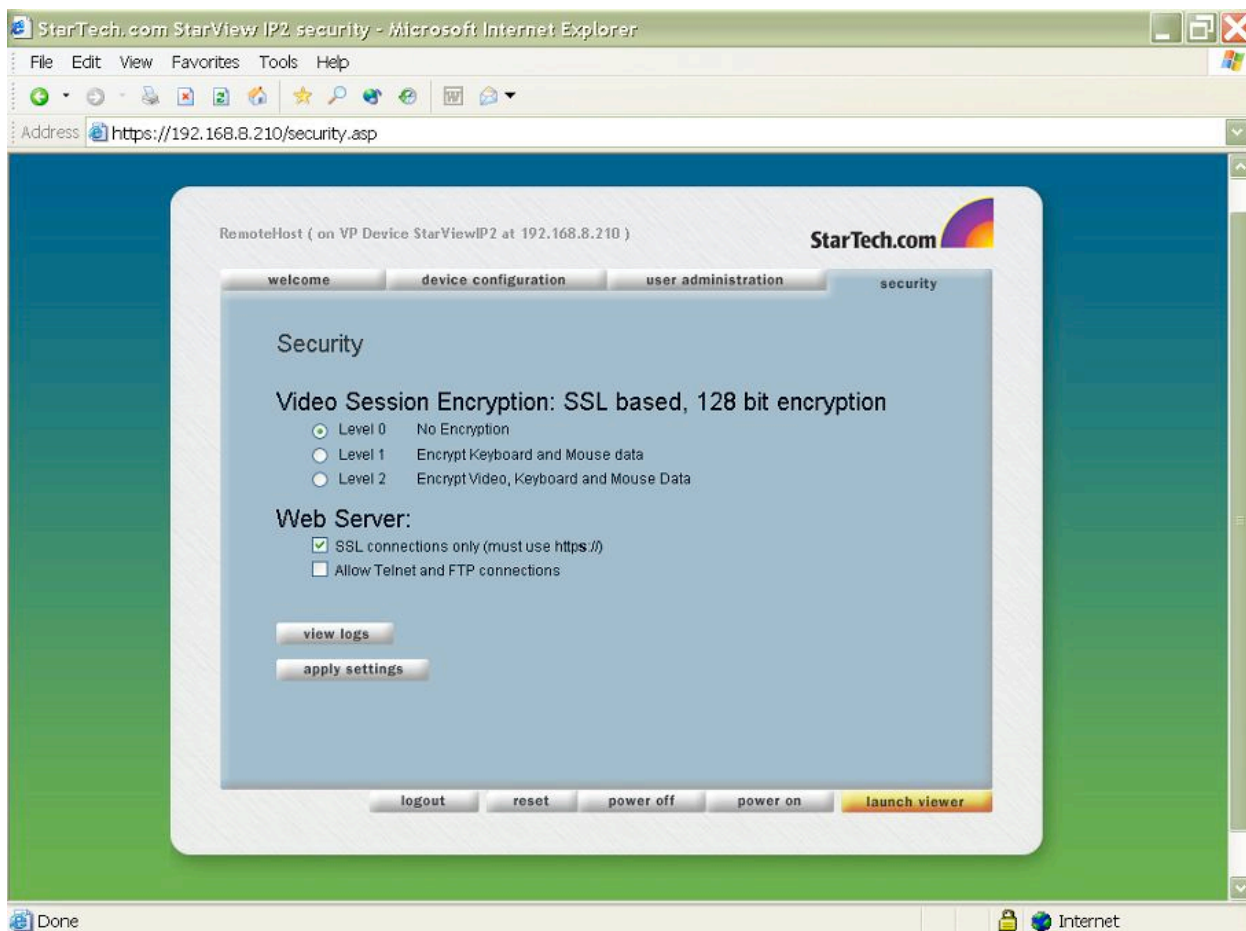 StarTech.com StarView IP2 security - Microsoft Internet Explorer
File Edit View Favorites Tools Help
W
Address https://192.168.8.210/security.asp
RemoteHost ( on VP Device StarViewIP2 at 192.168.8.210 )
StarTech.com
welcome device configuration user administration security
Security
Video Session Encryption: SSL based, 128 bit encryption
Level 0 No Encryption
Level 1 Encrypt Keyboard and Mouse data
Level 2 Encrypt Video, Keyboard and Mouse Data
Web Server:
SSL connections only (must use https://)
Allow Telnet and FTP connections
view logs
apply settings
logout reset power off power on launch viewer
Done Internet